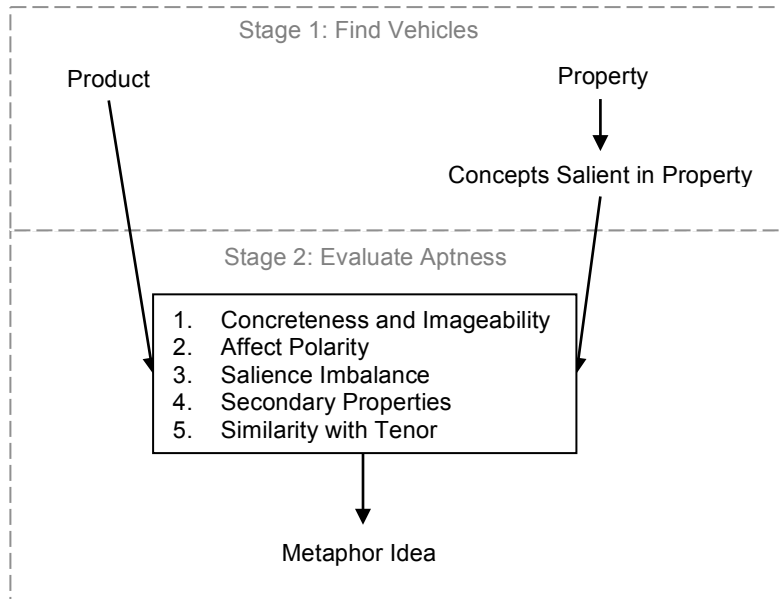 Stage 1: Find Vehicles
Product
Property
Concepts Salient in Property
Stage 2: Evaluate Aptness
1. Concreteness and Imageability
2. Affect Polarity
3. Salience Imbalance
4. Secondary Properties
5. Similarity with Tenor
Metaphor Idea